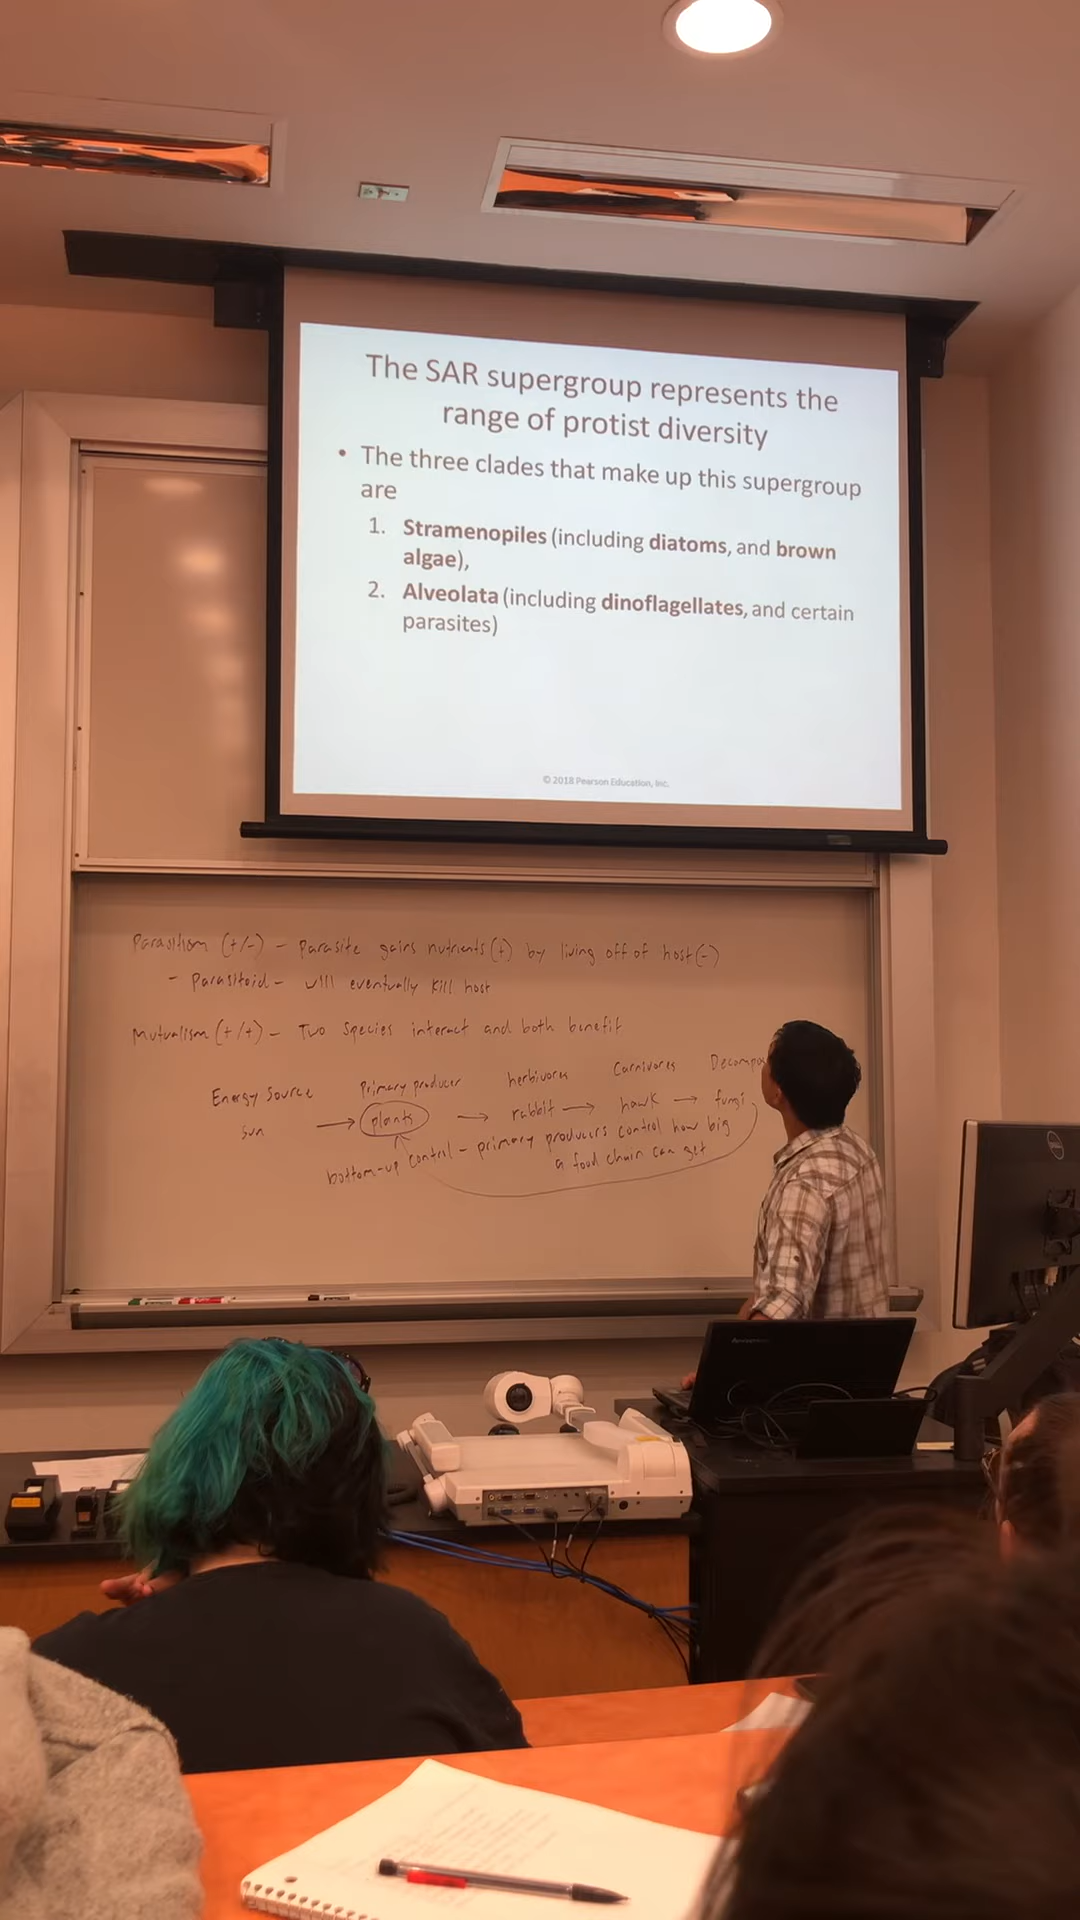 The SAR supergroup represents the
range of protist diversity
• The three clades that make up this supergroup
are
1. Stramenopiles (including diatoms, and brown
algae),
2. Alveolata (including dinoflagellates, and certain
parasites)
© 2018 Pearson Education, Inc.
Parasitism (+/-) - Parasite gains nutrients (+) by living off of host (-)
- Parasitoid - will eventually kill host
Mutualism (+/+) - Two species interact and both benefit
Energy Source Primary producer herbivores Carnivores Decompo
Sun → plants → rabbit → hawk → fungi
bottom-up control - primary producers control how big
a food chain can get
DELL